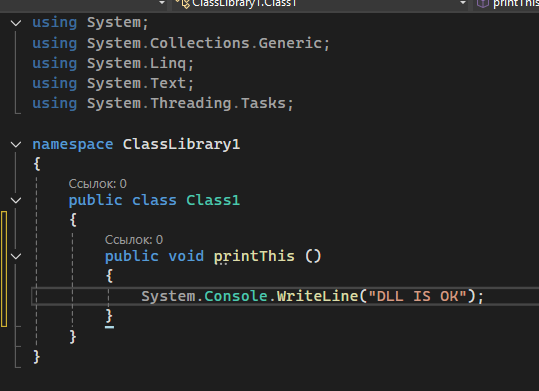 ClassLibrary1.Class1
printThis
using System;
using System.Collections.Generic;
using System.Linq;
using System.Text;
using System.Threading.Tasks;
namespace ClassLibrary1
{
Ссылок: 0
public class Class1
{
Ссылок: 0
public void printThis ()
{
System.Console.WriteLine("DLL IS OK");
}
}
}